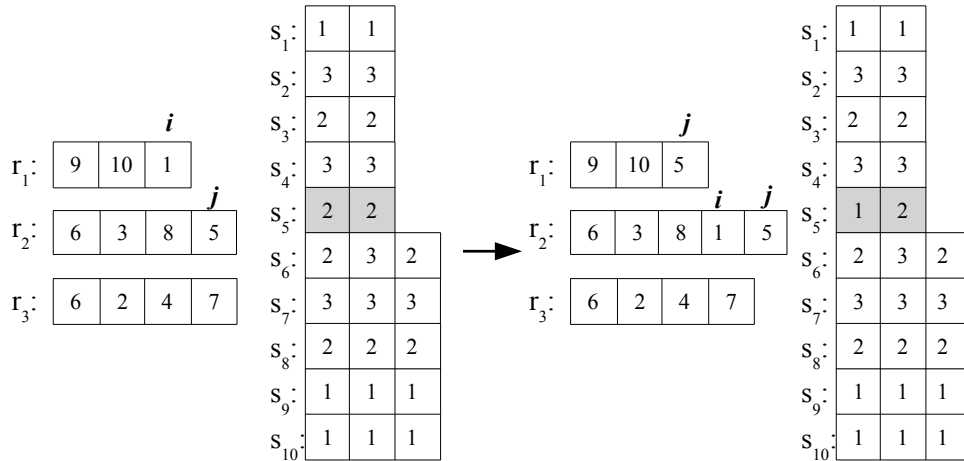 s1: 1 1
s2: 3 3
s3: 2 2
s4: 3 3
s5: 2 2
s6: 2 3 2
s7: 3 3 3
s8: 2 2 2
s9: 1 1 1
s10: 1 1 1
i
r1: 9 10 1
j
r2: 6 3 8 5
r3: 6 2 4 7
j
r1: 9 10 5
i j
r2: 6 3 8 1 5
r3: 6 2 4 7
s1: 1 1
s2: 3 3
s3: 2 2
s4: 3 3
s5: 1 2
s6: 2 3 2
s7: 3 3 3
s8: 2 2 2
s9: 1 1 1
s10: 1 1 1